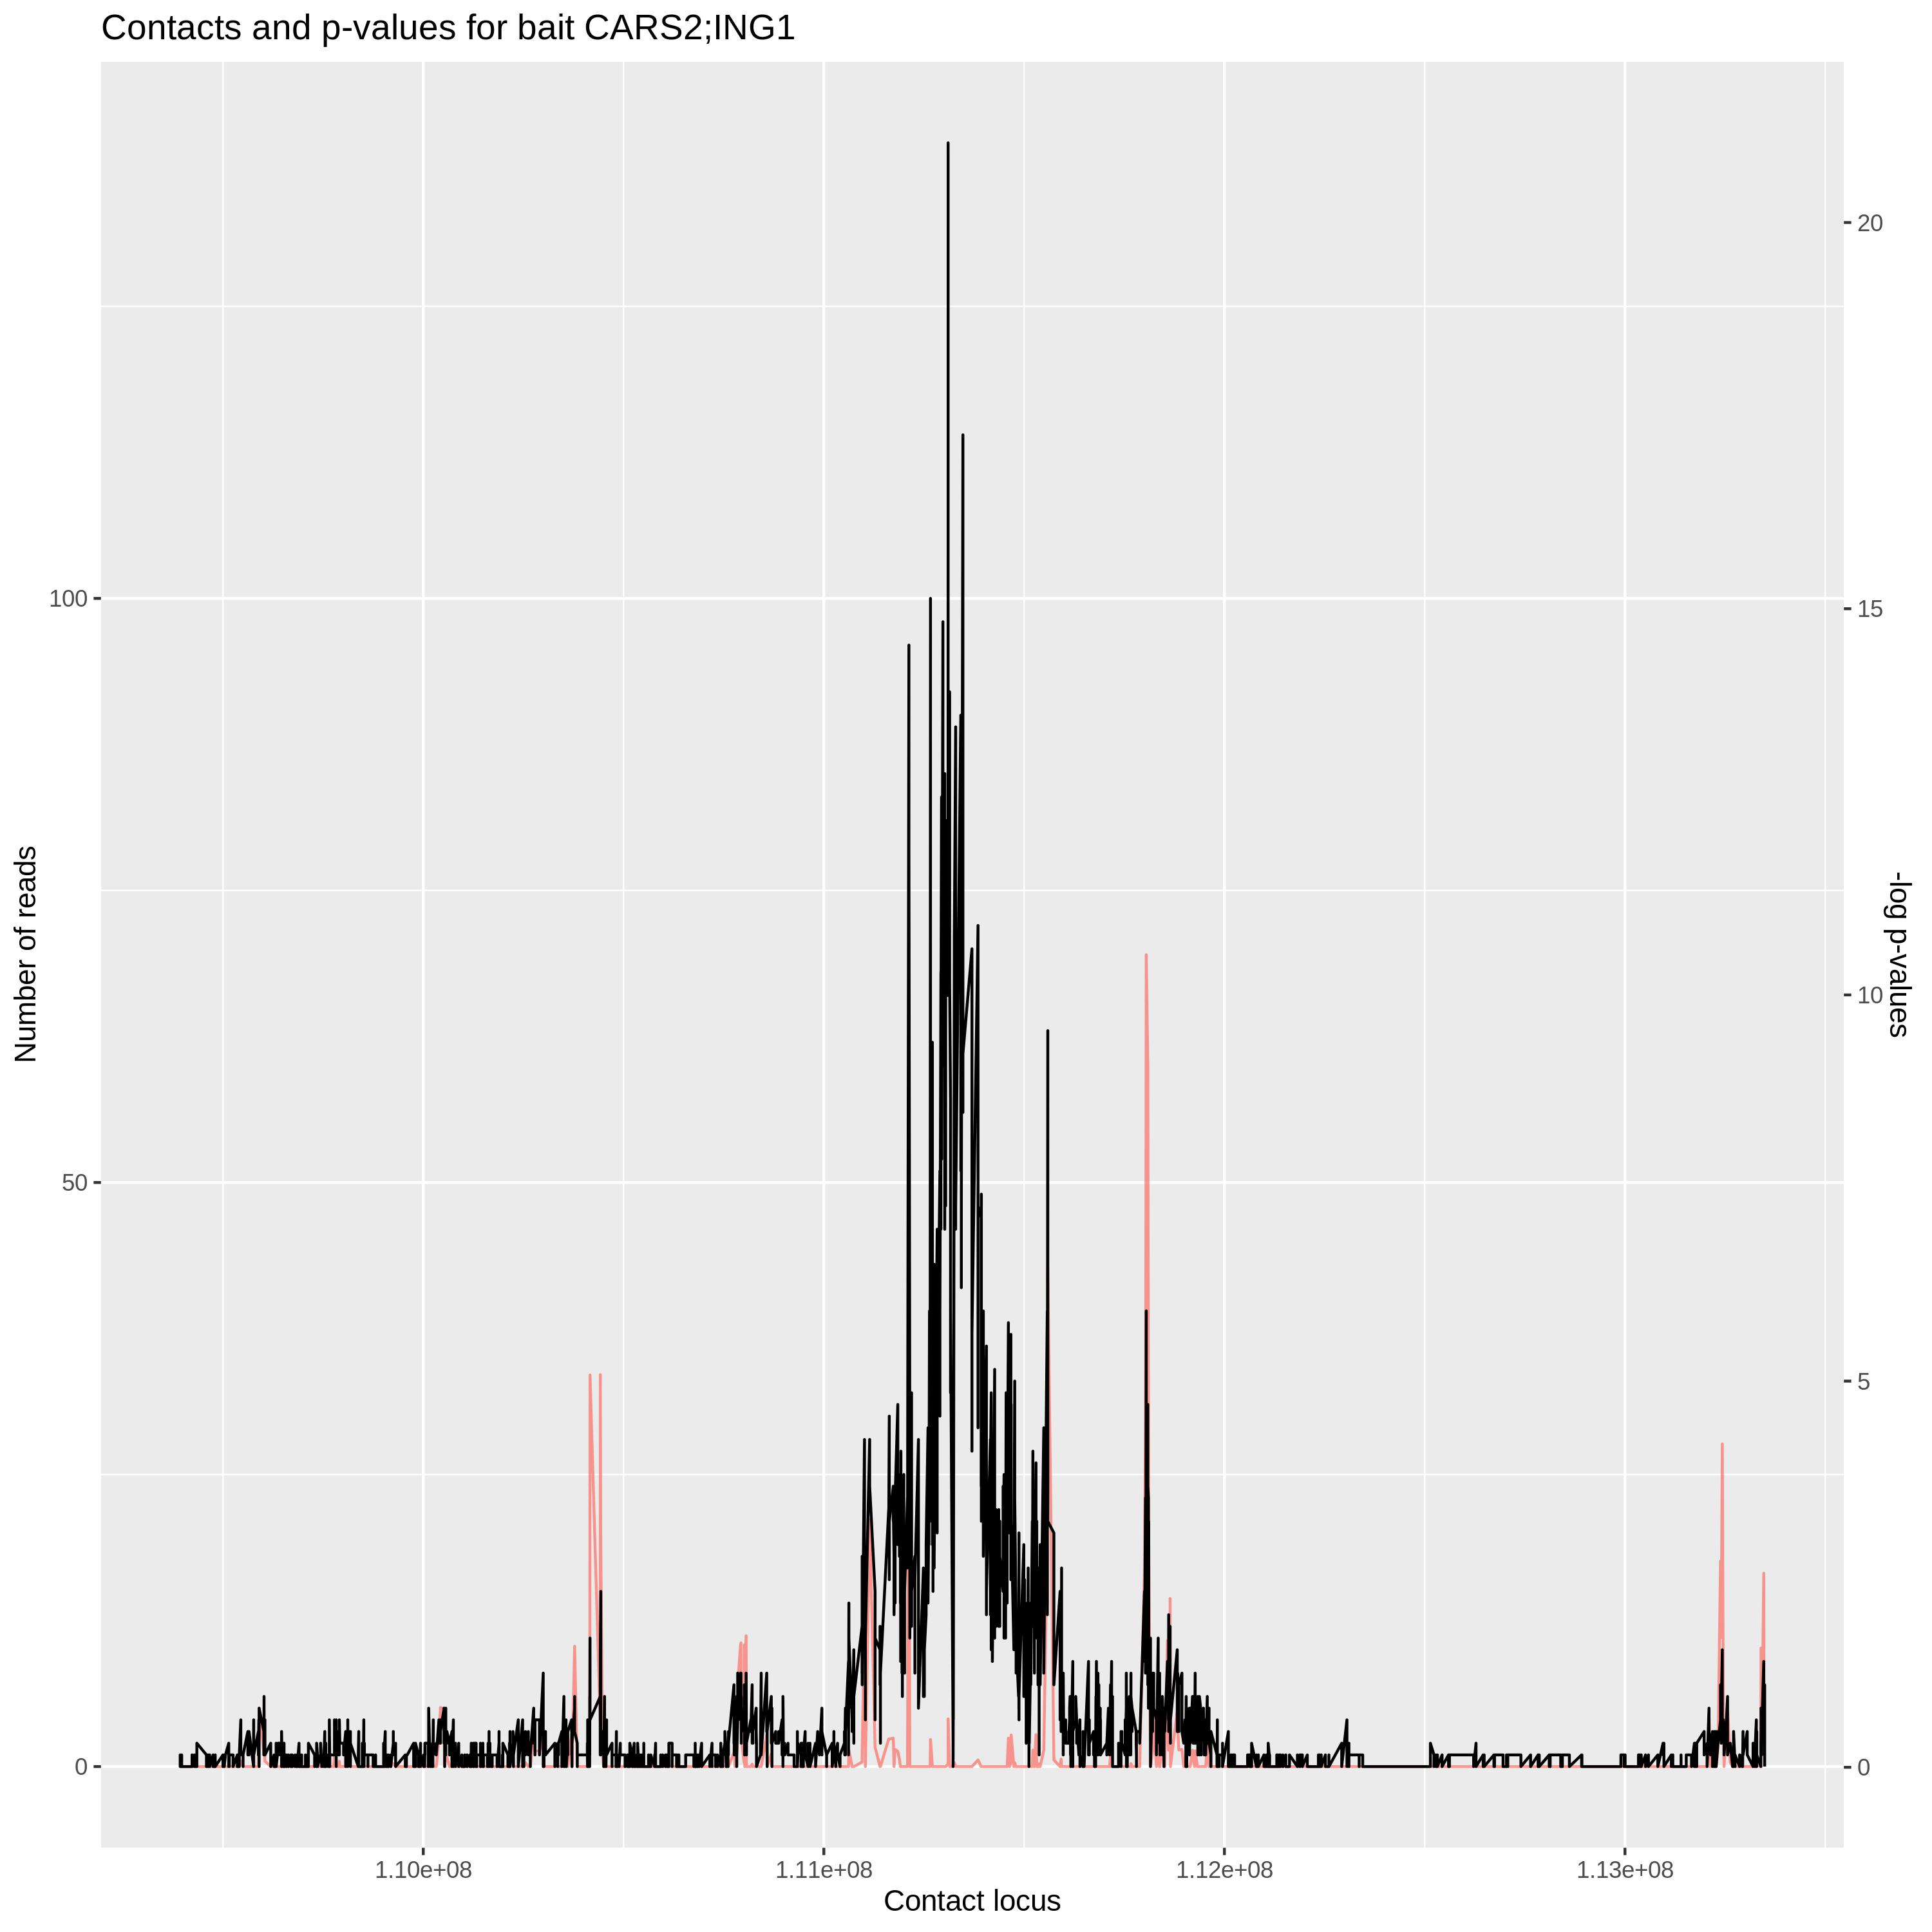 Contacts and p-values for bait CARS2;ING1
Number of reads
100
50
0
20
15
10
5
0
-log p-values
1.10e+08
1.11e+08
1.12e+08
1.13e+08
Contact locus